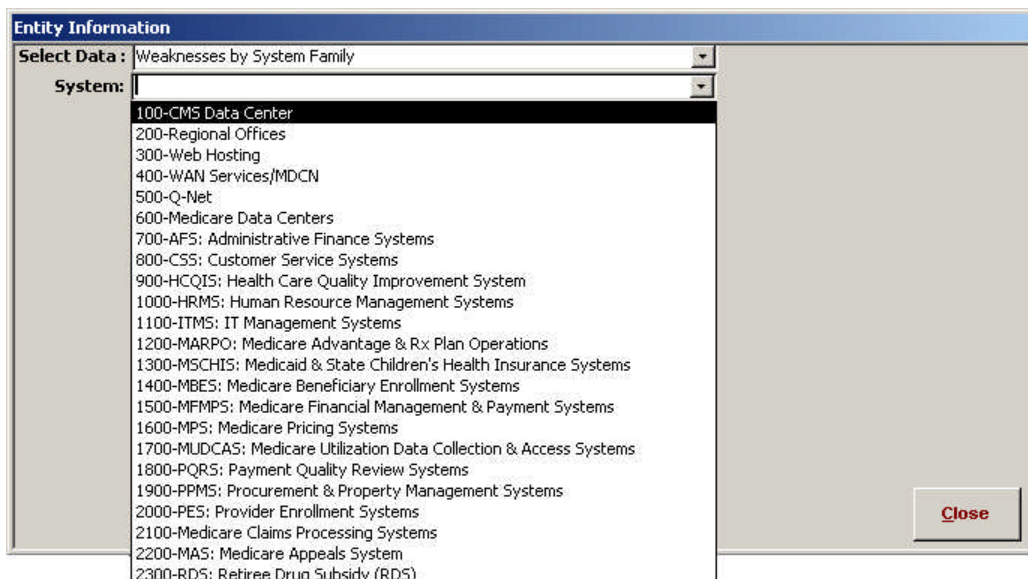 Entity Information
Select Data : Weaknesses by System Family
System:
100-CMS Data Center
200-Regional Offices
300-Web Hosting
400-WAN Services/MDCN
500-Q-Net
600-Medicare Data Centers
700-AFS: Administrative Finance Systems
800-CSS: Customer Service Systems
900-HCQIS: Health Care Quality Improvement System
1000-HRMS: Human Resource Management Systems
1100-ITMS: IT Management Systems
1200-MARPO: Medicare Advantage & Rx Plan Operations
1300-MSCHIS: Medicaid & State Children's Health Insurance Systems
1400-MBES: Medicare Beneficiary Enrollment Systems
1500-MFMPS: Medicare Financial Management & Payment Systems
1600-MPS: Medicare Pricing Systems
1700-MUDCAS: Medicare Utilization Data Collection & Access Systems
1800-PQRS: Payment Quality Review Systems
1900-PPMS: Procurement & Property Management Systems
2000-PES: Provider Enrollment Systems
2100-Medicare Claims Processing Systems
2200-MAS: Medicare Appeals System
2300-RDS: Retiree Drug Subsidy (RDS)
Close